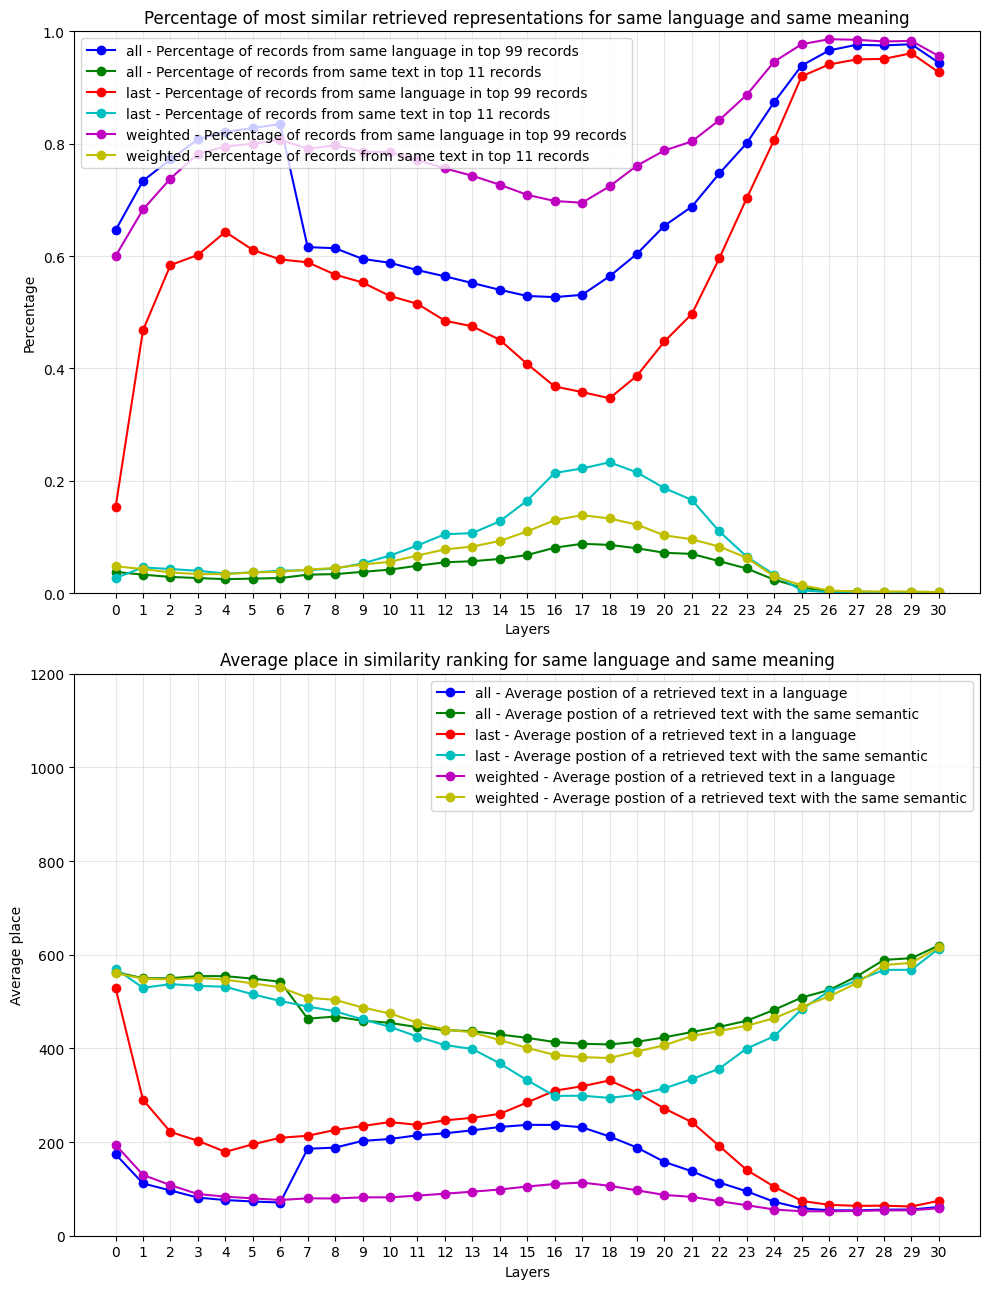 Percentage of most similar retrieved representations for same language and same meaning
1.0
all - Percentage of records from same language in top 99 records
all - Percentage of records from same text in top 11 records
last - Percentage of records from same language in top 99 records
last - Percentage of records from same text in top 11 records
weighted - Percentage of records from same language in top 99 records
weighted - Percentage of records from same text in top 11 records
0.8
0.6
Percentage
0.4
0.2
0.0
0 1 2 3 4 5 6 7 8 9 10 11 12 13 14 15 16 17 18 19 20 21 22 23 24 25 26 27 28 29 30
Layers
Average place in similarity ranking for same language and same meaning
1200
all - Average postion of a retrieved text in a language
all - Average postion of a retrieved text with the same semantic
last - Average postion of a retrieved text in a language
last - Average postion of a retrieved text with the same semantic
weighted - Average postion of a retrieved text in a language
weighted - Average postion of a retrieved text with the same semantic
1000
800
600
Average place
400
200
0
0 1 2 3 4 5 6 7 8 9 10 11 12 13 14 15 16 17 18 19 20 21 22 23 24 25 26 27 28 29 30
Layers